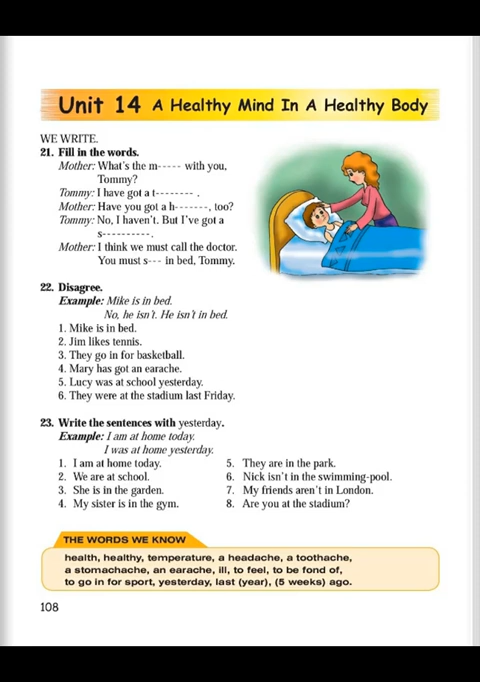 Unit 14 A Healthy Mind In A Healthy Body
WE WRITE.
21. Fill in the words.
Mother: What's the m----- with you,
Tommy?
Tommy: I have got a t-------- .
Mother: Have you got a h-------, too?
Tommy: No, I haven't. But I've got a
s----------.
Mother: I think we must call the doctor.
You must s--- in bed, Tommy.
22. Disagree.
Example: Mike is in bed.
No, he isn't. He isn't in bed.
1. Mike is in bed.
2. Jim likes tennis.
3. They go in for basketball.
4. Mary has got an earache.
5. Lucy was at school yesterday.
6. They were at the stadium last Friday.
23. Write the sentences with yesterday.
Example: I am at home today.
I was at home yesterday.
1. I am at home today.
2. We are at school.
3. She is in the garden.
4. My sister is in the gym.
5. They are in the park.
6. Nick isn't in the swimming-pool.
7. My friends aren't in London.
8. Are you at the stadium?
THE WORDS WE KNOW
health, healthy, temperature, a headache, a toothache,
a stomachache, an earache, ill, to feel, to be fond of,
to go in for sport, yesterday, last (year), (5 weeks) ago.
108